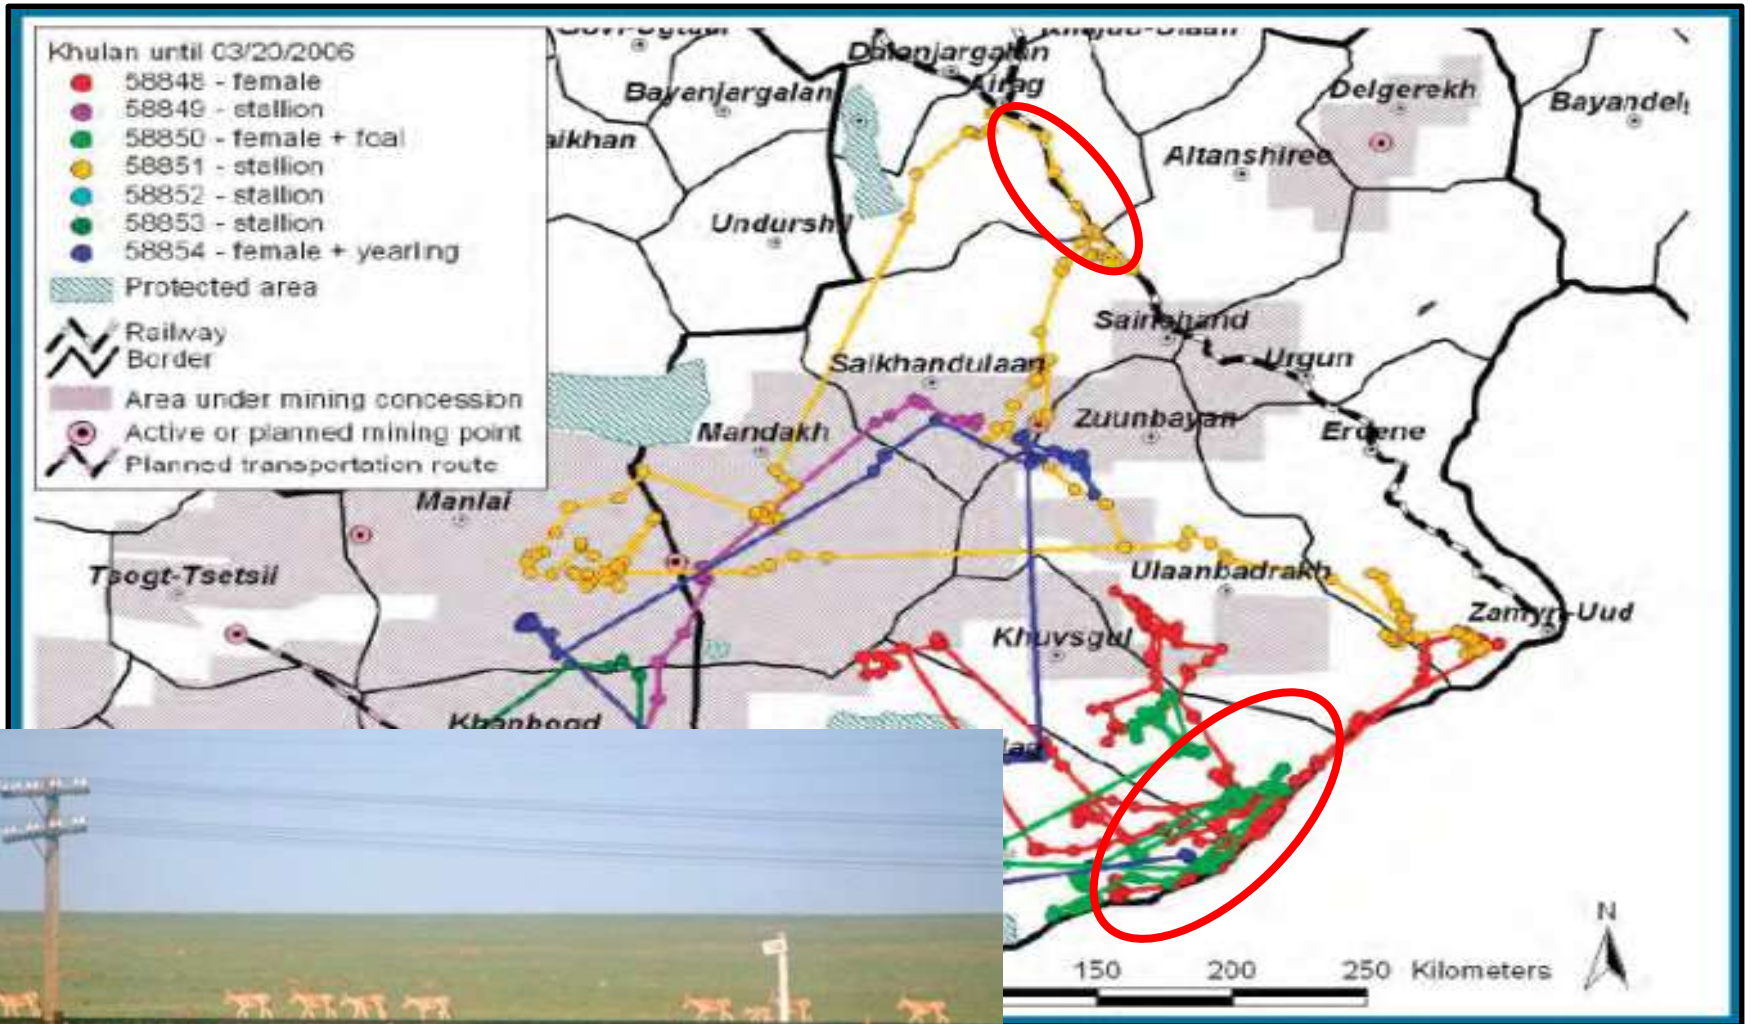 Khulan until 03/20/2006
58848 - female
58849 - stallion
58850 - female + foal
58851 - stallion
58852 - stallion
58853 - stallion
58854 - female + yearling
Protected area
Railway
Border
Area under mining concession
Active or planned mining point
Planned transportation route
Dalanjargalan
Airag
Bayanjargalan
Delgerekh
Altanshiree
Undurshil
Sainshand
Saikhandulaan
Urgun
Mandakh
Zuunbayan
Erdene
Manlai
Tsogt-Tsetsii
Ulaanbadrakh
Zamyn-Uud
Khuvsgul
Khanbogd
N
150 200 250 Kilometers